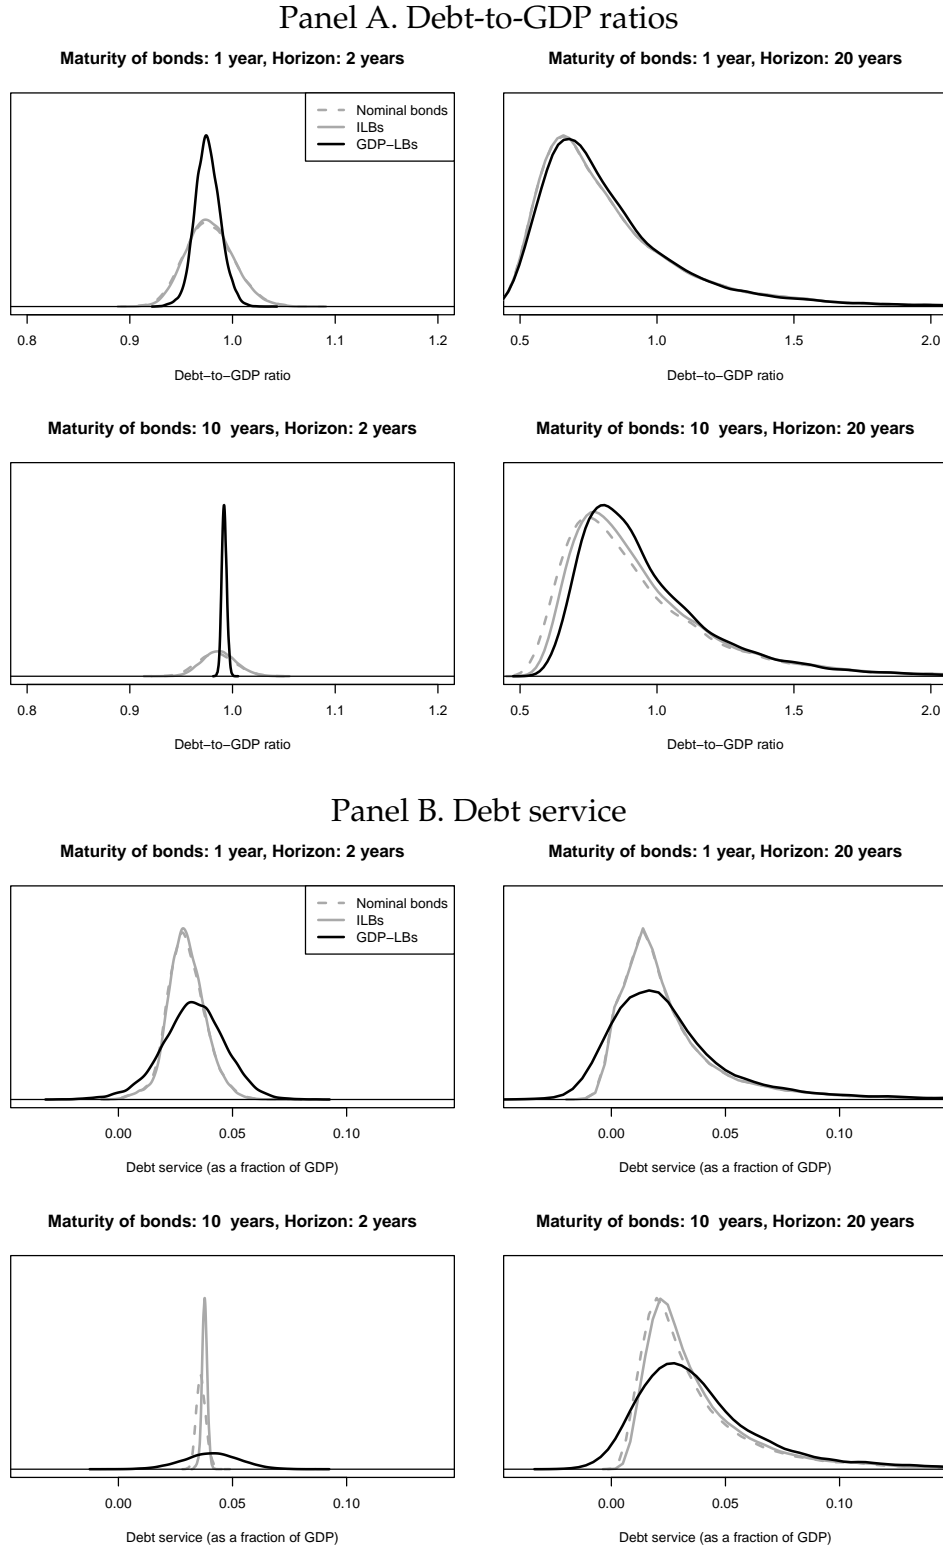 Panel A. Debt-to-GDP ratios
Maturity of bonds: 1 year, Horizon: 2 years
Nominal bonds
ILBs
GDP−LBs
0.8 0.9 1.0 1.1 1.2
Debt−to−GDP ratio
Maturity of bonds: 1 year, Horizon: 20 years
0.5 1.0 1.5 2.0
Debt−to−GDP ratio
Maturity of bonds: 10 years, Horizon: 2 years
0.8 0.9 1.0 1.1 1.2
Debt−to−GDP ratio
Maturity of bonds: 10 years, Horizon: 20 years
0.5 1.0 1.5 2.0
Debt−to−GDP ratio
Panel B. Debt service
Maturity of bonds: 1 year, Horizon: 2 years
Nominal bonds
ILBs
GDP−LBs
0.00 0.05 0.10
Debt service (as a fraction of GDP)
Maturity of bonds: 1 year, Horizon: 20 years
0.00 0.05 0.10
Debt service (as a fraction of GDP)
Maturity of bonds: 10 years, Horizon: 2 years
0.00 0.05 0.10
Debt service (as a fraction of GDP)
Maturity of bonds: 10 years, Horizon: 20 years
0.00 0.05 0.10
Debt service (as a fraction of GDP)